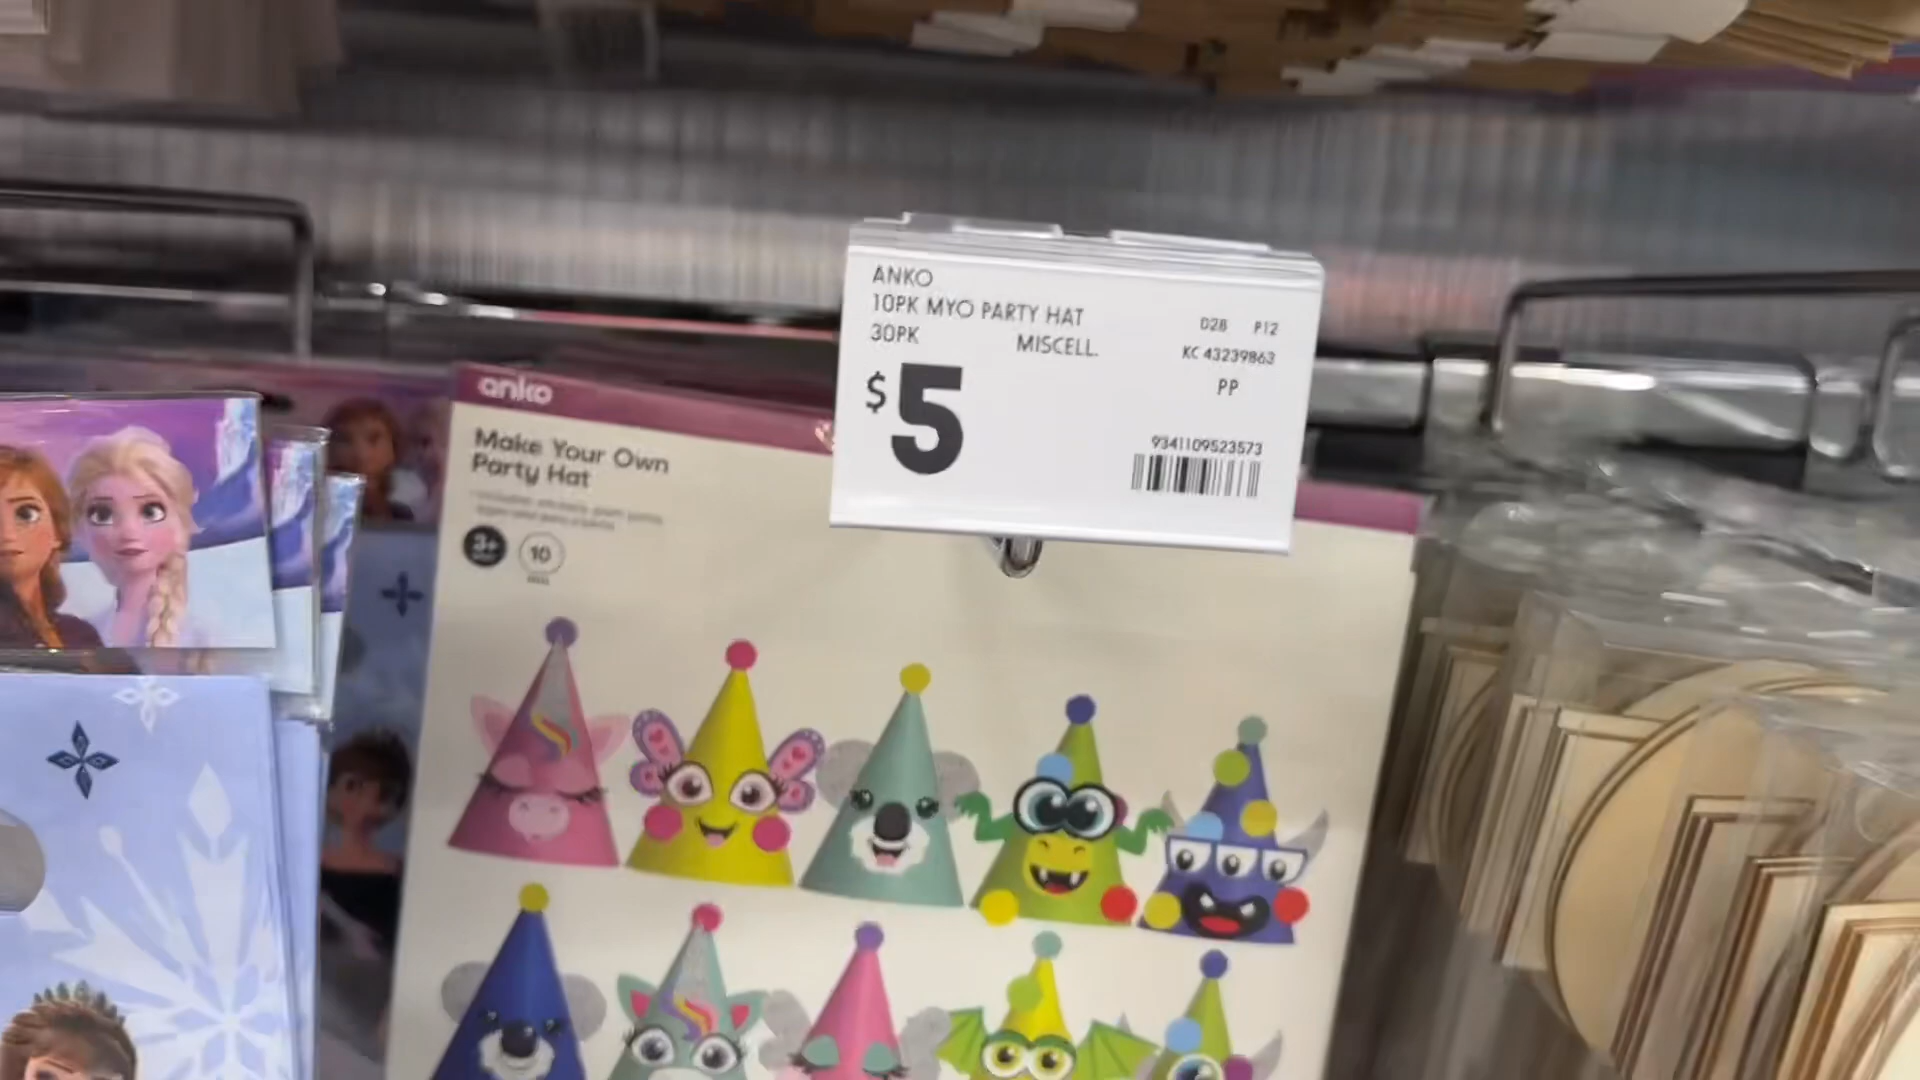 ANKO
10PK MYO PARTY HAT
30PK MISCELL.
D28 P12
KC 43239863
PP
$5
9341109523573
anko
Make Your Own
Party Hat
3+
10